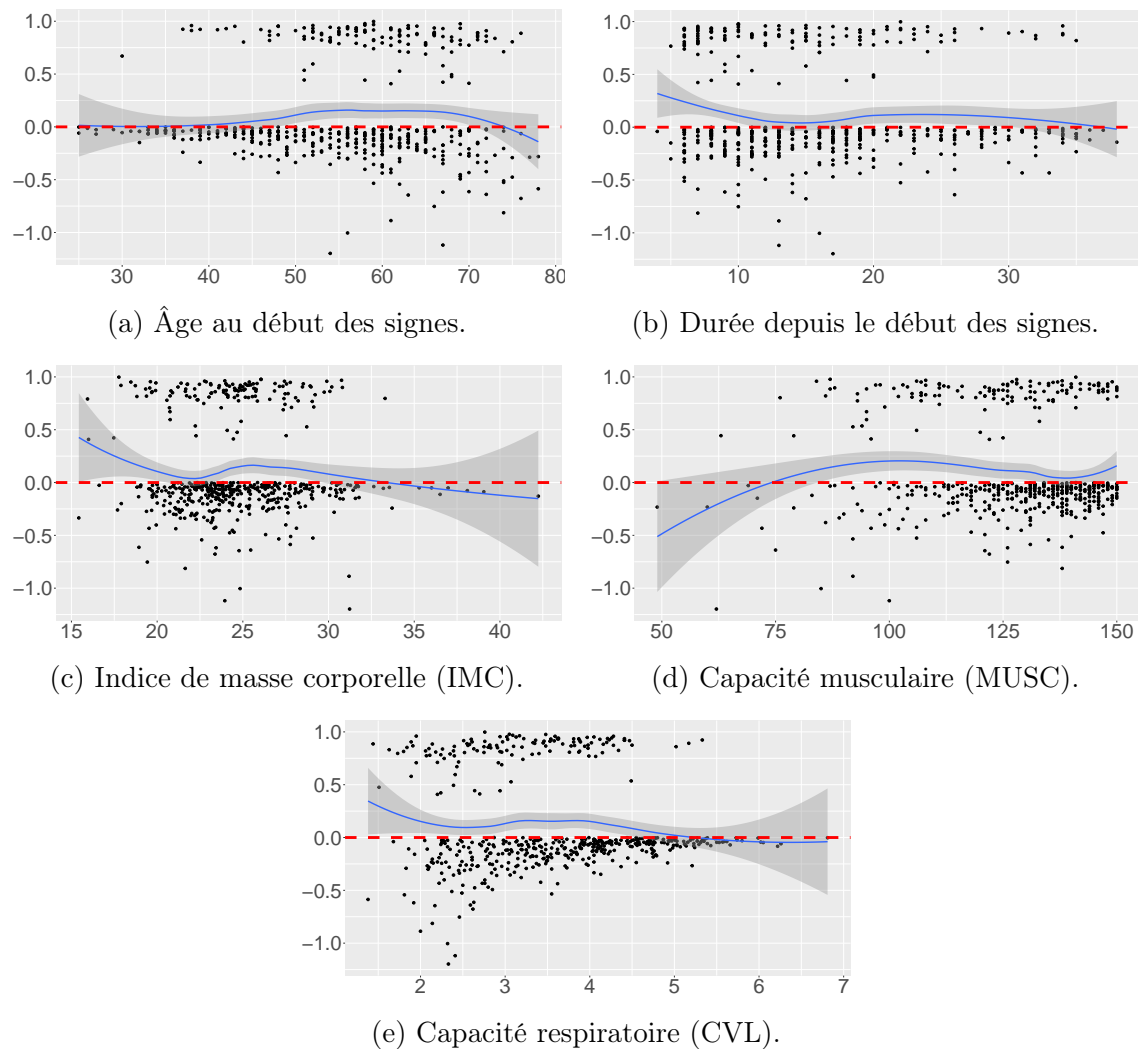 1.0
0.5
0.0
−0.5
−1.0
30 40 50 60 70 80
(a) Âge au début des signes.
1.0
0.5
0.0
−0.5
−1.0
10 20 30
(b) Durée depuis le début des signes.
1.0
0.5
0.0
−0.5
−1.0
15 20 25 30 35 40
(c) Indice de masse corporelle (IMC).
1.0
0.5
0.0
−0.5
−1.0
50 75 100 125 150
(d) Capacité musculaire (MUSC).
1.0
0.5
0.0
−0.5
−1.0
2 3 4 5 6 7
(e) Capacité respiratoire (CVL).